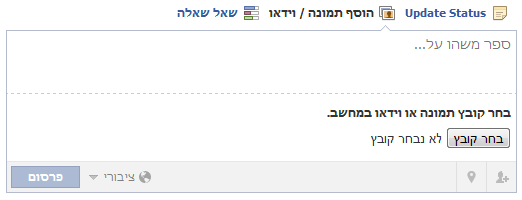 Update Status הוסף תמונה / וידאו שאל שאלה
ספר משהו על...
בחר קובץ תמונה או וידאו במחשב.
בחר קובץ לא נבחר קובץ
ציבורי פרסום